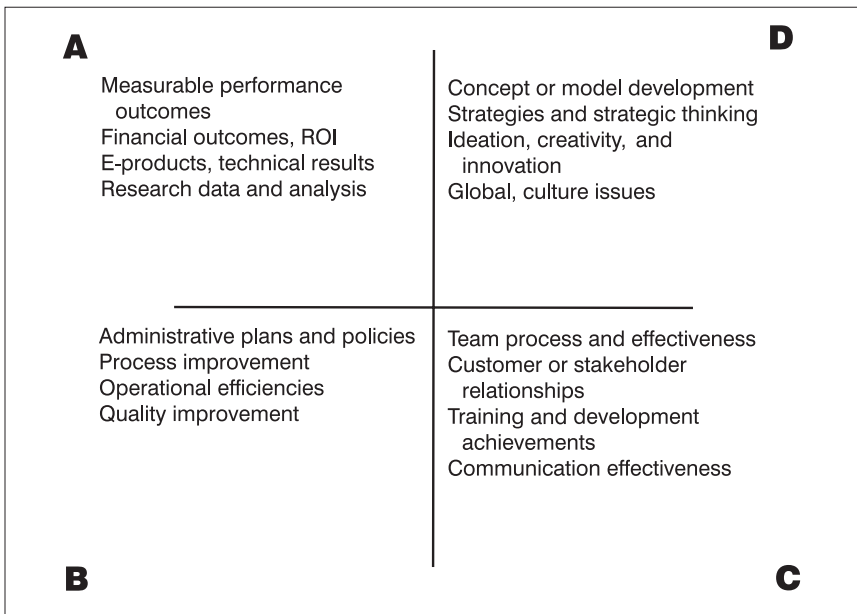 A
Measurable performance
outcomes
Financial outcomes, ROI
E-products, technical results
Research data and analysis
D
Concept or model development
Strategies and strategic thinking
Ideation, creativity, and
innovation
Global, culture issues
Administrative plans and policies
Process improvement
Operational efficiencies
Quality improvement
B
Team process and effectiveness
Customer or stakeholder
relationships
Training and development
achievements
Communication effectiveness
C